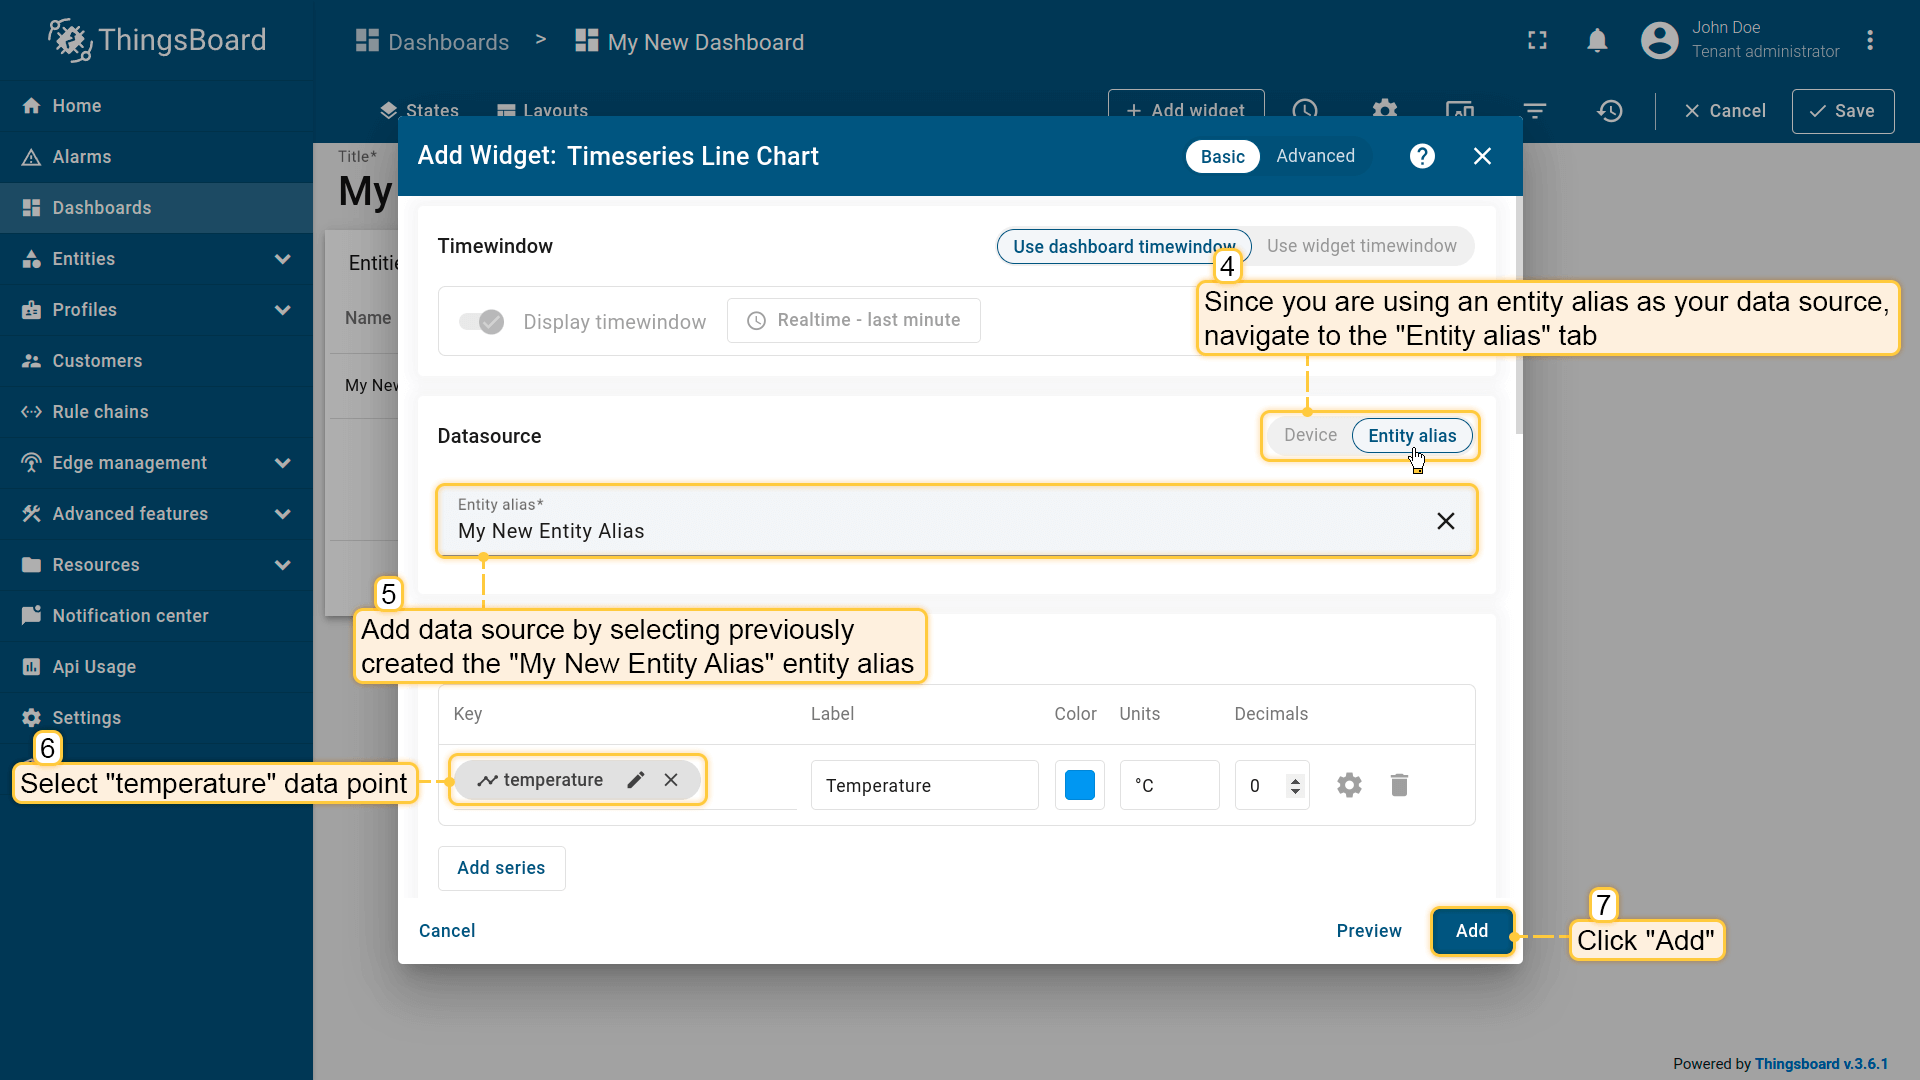 ThingsBoard
Dashboards > My New Dashboard
John Doe
Tenant administrator
Home
Alarms
Dashboards
Entities
Profiles
Customers
Rule chains
Edge management
Advanced features
Resources
Notification center
Api Usage
Settings
States Layouts + Add widget Cancel Save
Title*
My
Entitie
Name
My New
Add Widget: Timeseries Line Chart Basic Advanced ?
Timewindow Use dashboard timewindow Use widget timewindow
Display timewindow Realtime - last minute
4
Since you are using an entity alias as your data source,
navigate to the "Entity alias" tab
Datasource Device Entity alias
Entity alias*
My New Entity Alias
5
Add data source by selecting previously
created the "My New Entity Alias" entity alias
Key Label Color Units Decimals
6
Select "temperature" data point
temperature Temperature °C 0
Add series
Cancel Preview Add
7
Click "Add"
Powered by Thingsboard v.3.6.1